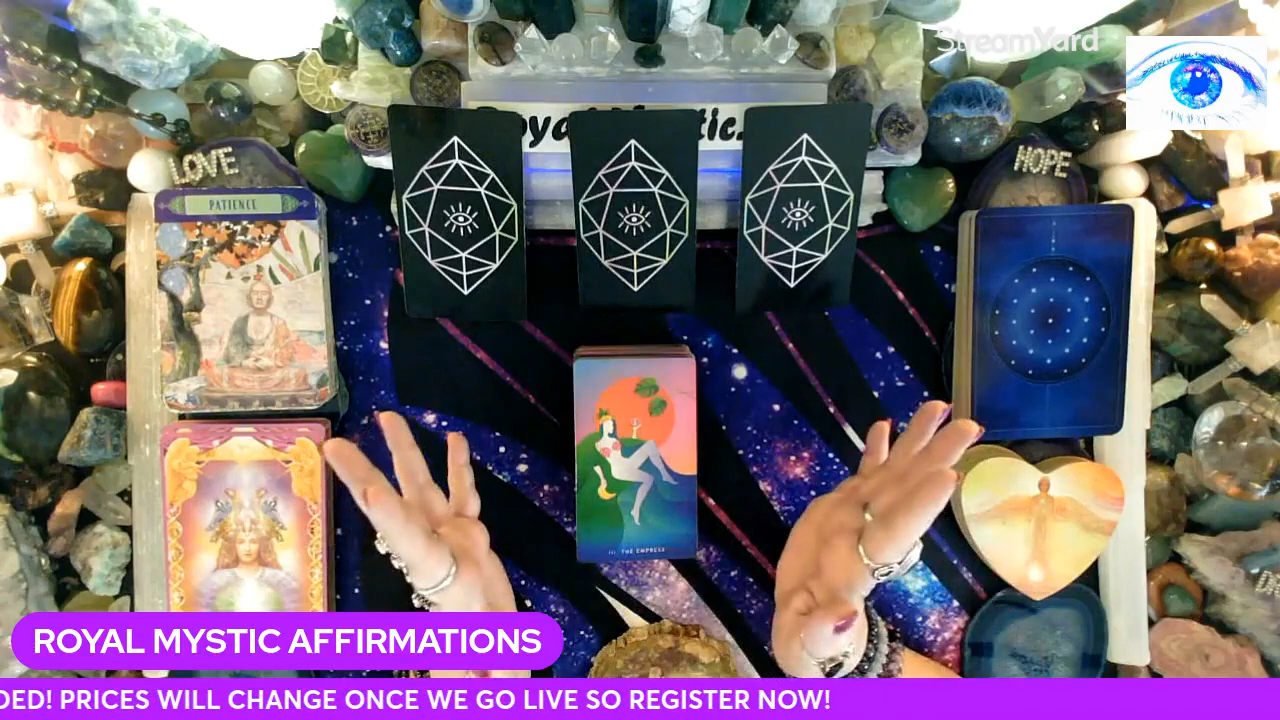 StreamYard
LOVE
HOPE
PATIENCE
III. THE EMPRESS
ROYAL MYSTIC AFFIRMATIONS
DED! PRICES WILL CHANGE ONCE WE GO LIVE SO REGISTER NOW!